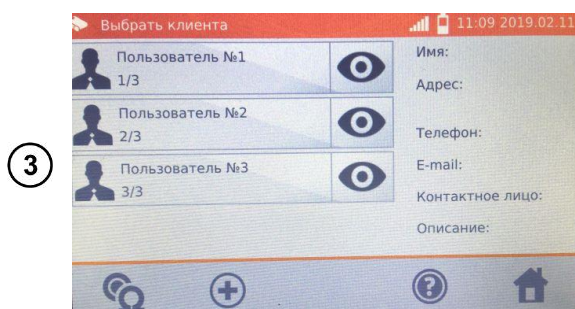 Выбрать клиента
11:09 2019.02.11
Пользователь №1
1/3
Пользователь №2
2/3
3
Пользователь №3
3/3
Имя:
Адрес:
Телефон:
E-mail:
Контактное лицо:
Описание: